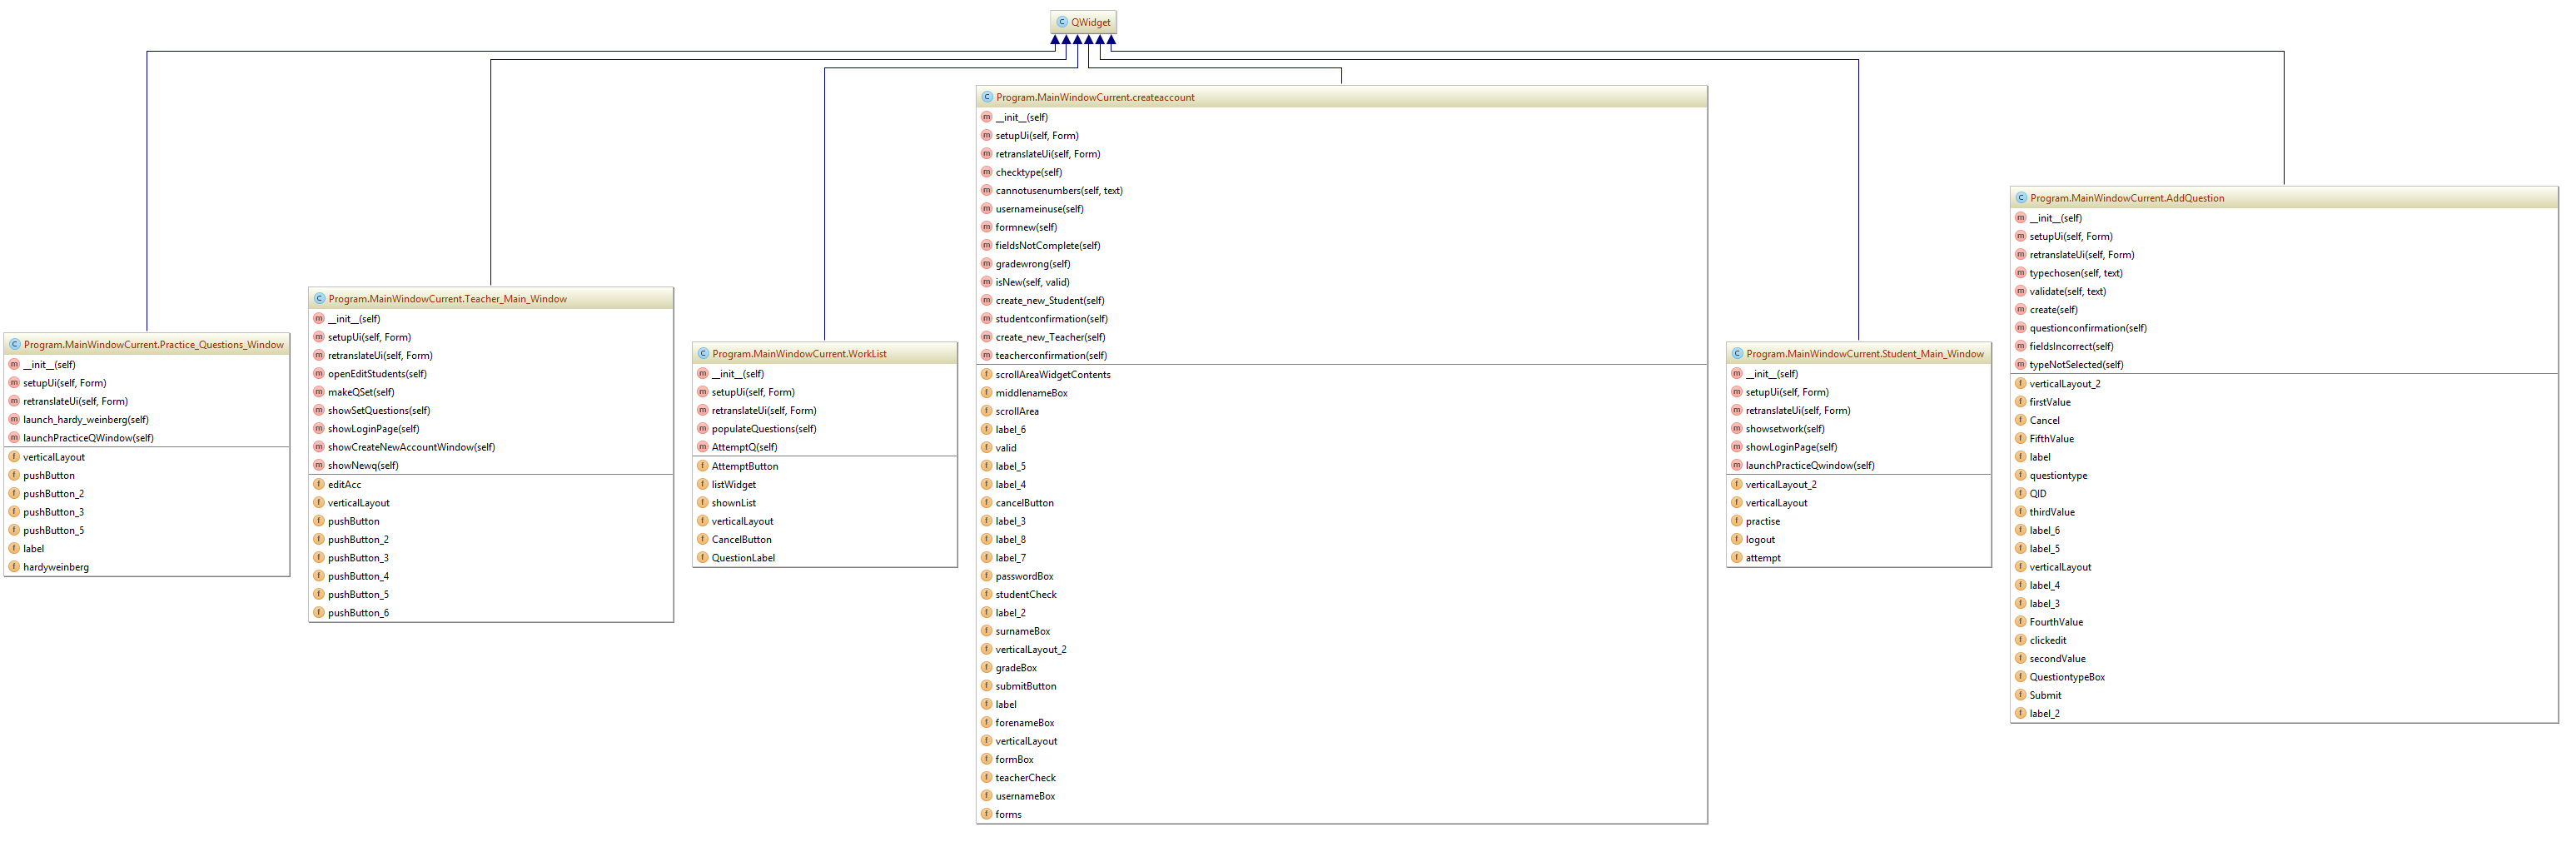 QWidget
Program.MainWindowCurrent.Practice_Questions_Window
__init__(self)
setupUi(self, Form)
retranslateUi(self, Form)
launch_hardy_weinberg(self)
launchPracticeQWindow(self)
verticalLayout
pushButton
pushButton_2
pushButton_3
pushButton_5
label
hardyweinberg
Program.MainWindowCurrent.Teacher_Main_Window
__init__(self)
setupUi(self, Form)
retranslateUi(self, Form)
openEditStudents(self)
makeQSet(self)
showSetQuestions(self)
showLoginPage(self)
showCreateNewAccountWindow(self)
showNewq(self)
editAcc
verticalLayout
pushButton
pushButton_2
pushButton_3
pushButton_4
pushButton_5
pushButton_6
Program.MainWindowCurrent.WorkList
__init__(self)
setupUi(self, Form)
retranslateUi(self, Form)
populateQuestions(self)
AttemptQ(self)
AttemptButton
listWidget
shownList
verticalLayout
CancelButton
QuestionLabel
Program.MainWindowCurrent.createaccount
__init__(self)
setupUi(self, Form)
retranslateUi(self, Form)
checktype(self)
cannotusenumbers(self, text)
usernameinuse(self)
formnew(self)
fieldsNotComplete(self)
gradewrong(self)
isNew(self, valid)
create_new_Student(self)
studentconfirmation(self)
create_new_Teacher(self)
teacherconfirmation(self)
scrollAreaWidgetContents
middlenameBox
scrollArea
label_6
valid
label_5
label_4
cancelButton
label_3
label_8
label_7
passwordBox
studentCheck
label_2
surnameBox
verticalLayout_2
gradeBox
submitButton
label
forenameBox
verticalLayout
formBox
teacherCheck
usernameBox
forms
Program.MainWindowCurrent.Student_Main_Window
__init__(self)
setupUi(self, Form)
retranslateUi(self, Form)
showsetwork(self)
showLoginPage(self)
launchPracticeQwindow(self)
verticalLayout_2
verticalLayout
practise
logout
attempt
Program.MainWindowCurrent.AddQuestion
__init__(self)
setupUi(self, Form)
retranslateUi(self, Form)
typechosen(self, text)
validate(self, text)
create(self)
questionconfirmation(self)
fieldsIncorrect(self)
typeNotSelected(self)
verticalLayout_2
firstValue
Cancel
FifthValue
label
questiontype
QID
thirdValue
label_6
label_5
verticalLayout
label_4
label_3
FourthValue
clickedit
secondValue
QuestiontypeBox
Submit
label_2